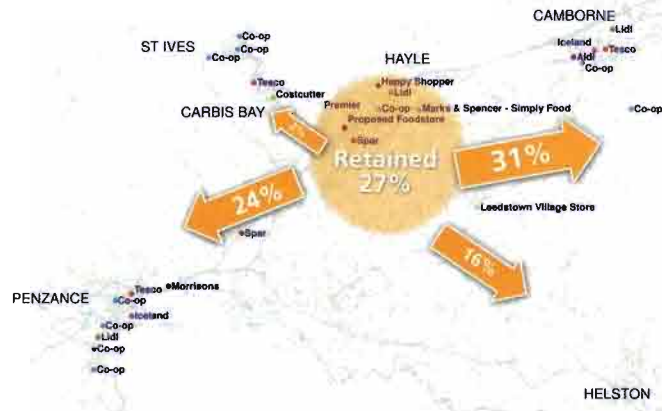 CAMBORNE
Lidl
Iceland
Tesco
Aldi
Co-op
Co-op
ST IVES
Co-op
Co-op
Co-op
Tesco
Costcutter
CARBIS BAY
HAYLE
Happy Shopper
Lidl
Premier
Co-op
Marks & Spencer - Simply Food
Proposed Foodstore
Spar
Retained
27%
31%
24%
16%
Leedstown Village Store
Spar
PENZANCE
Tesco
Morrisons
Co-op
Iceland
Co-op
Lidl
Co-op
Co-op
HELSTON